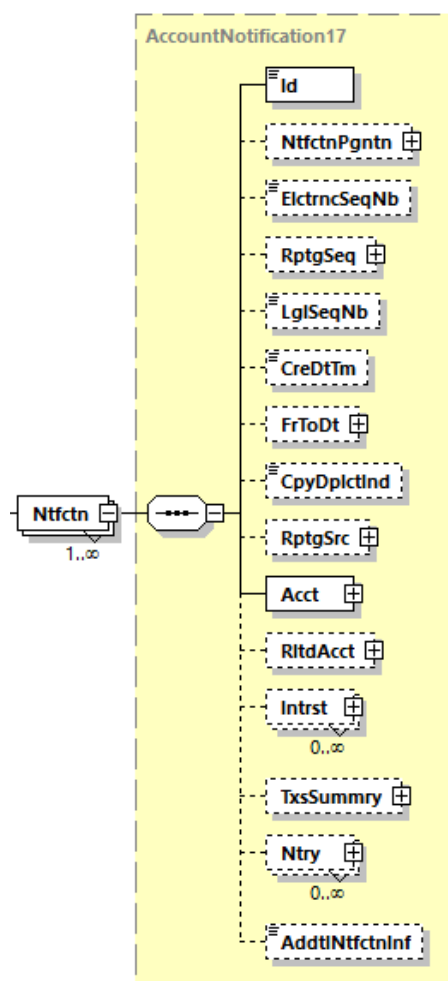 AccountNotification17
Id
NtfctnPgntn
ElctrncSeqNb
RptgSeq
LglSeqNb
CreDtTm
FrToDt
CpyDplctInd
Ntfctn
1..∞
RptgSrc
Acct
RltdAcct
Intrst
0..∞
TxsSummry
Ntry
0..∞
AddtlNtfctnInf